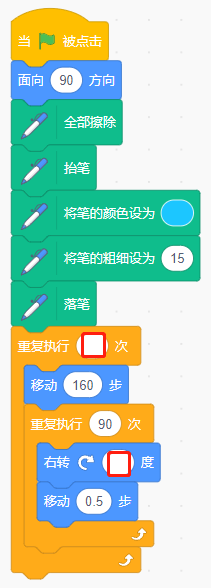 当 被点击
面向 90 方向
全部擦除
抬笔
将笔的颜色设为
将笔的粗细设为 15
落笔
重复执行 次
移动 160 步
重复执行 90 次
右转 度
移动 0.5 步